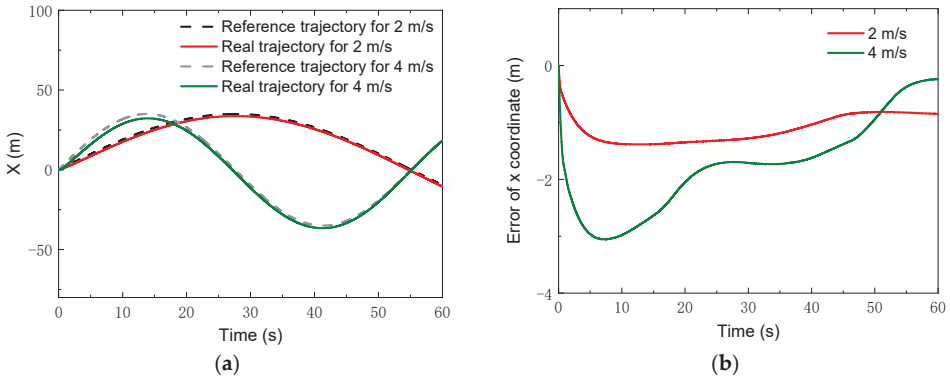 100
50
0
−50
X (m)
Reference trajectory for 2 m/s
Real trajectory for 2 m/s
Reference trajectory for 4 m/s
Real trajectory for 4 m/s
0 10 20 30 40 50 60
Time (s)
(a)
0
−2
−4
Error of x coordinate (m)
2 m/s
4 m/s
0 10 20 30 40 50 60
Time (s)
(b)